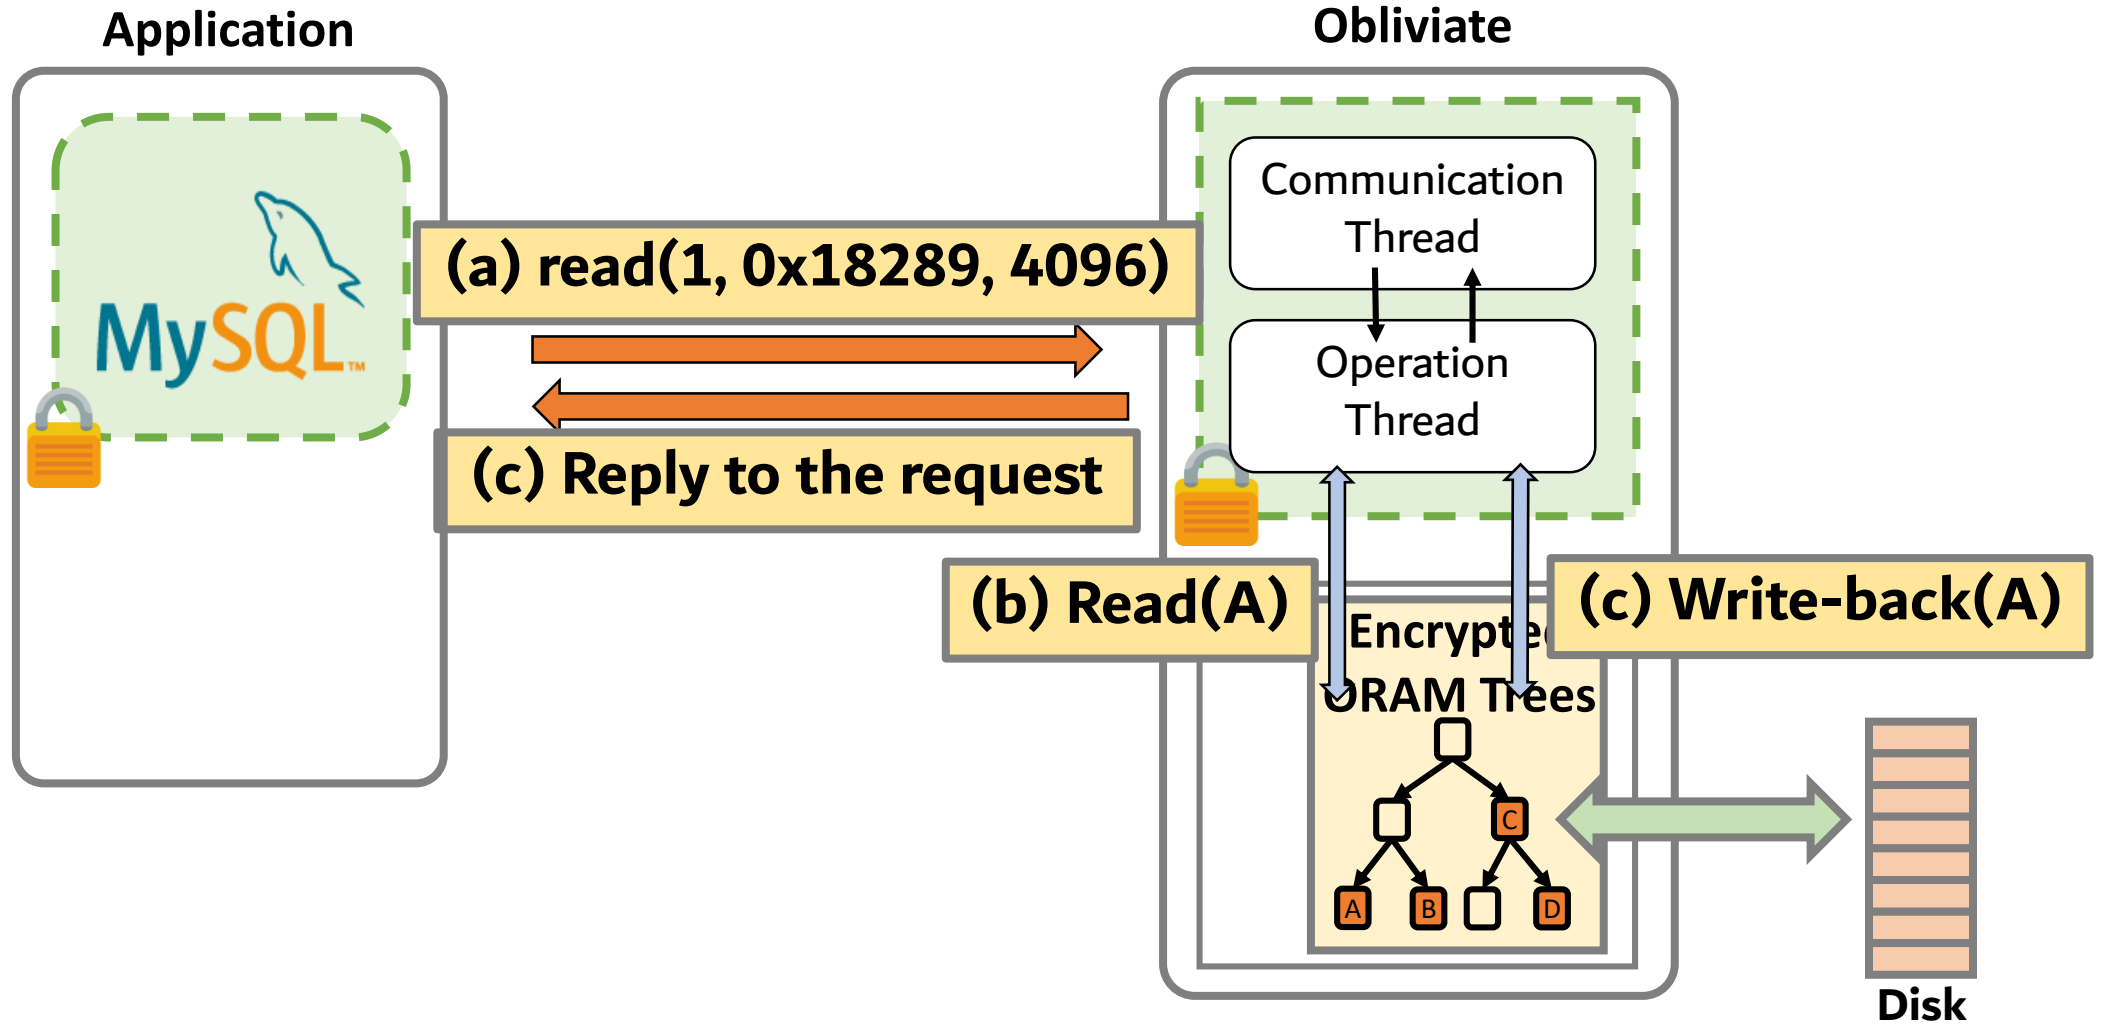 Application
Obliviate
MySQL™
Communication
Thread
(a) read(1, 0x18289, 4096)
Operation
Thread
(c) Reply to the request
(b) Read(A)
(c) Write-back(A)
Encrypte
ORAM Trees
C
A
B
D
Disk